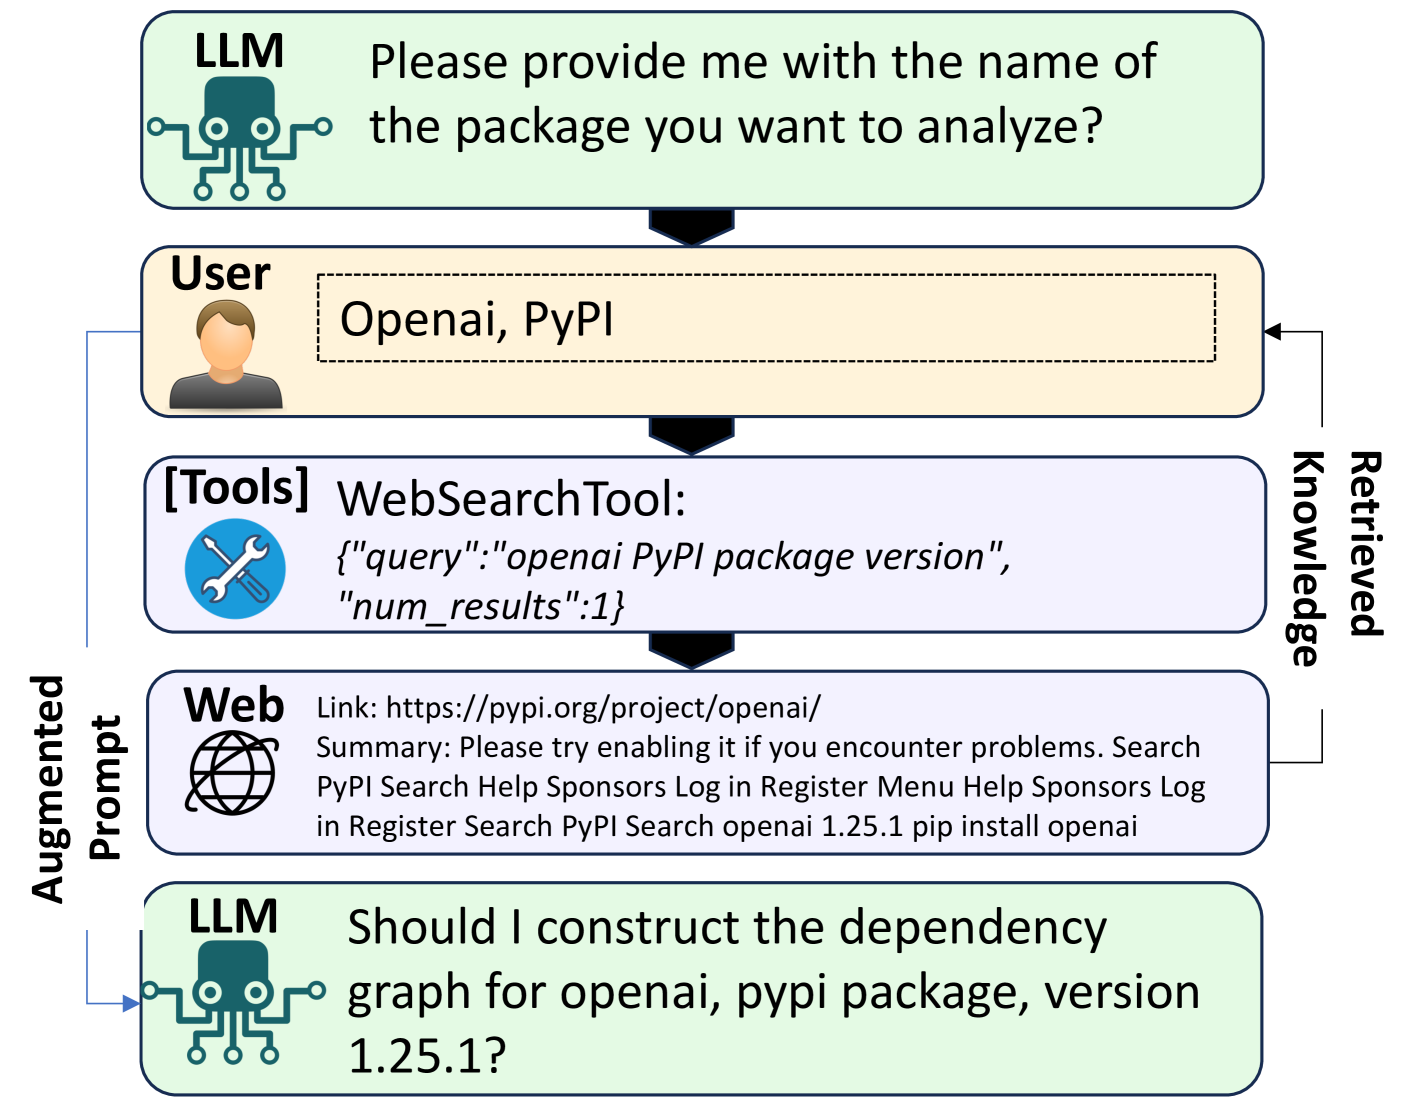 LLM
Please provide me with the name of
the package you want to analyze?
User
Openai, PyPI
[Tools]
WebSearchTool:
{"query":"openai PyPI package version",
"num_results":1}
Retrieved
Knowledge
Web
Link: https://pypi.org/project/openai/
Summary: Please try enabling it if you encounter problems. Search
PyPI Search Help Sponsors Log in Register Menu Help Sponsors Log
in Register Search PyPI Search openai 1.25.1 pip install openai
Augmented
Prompt
LLM
Should I construct the dependency
graph for openai, pypi package, version
1.25.1?